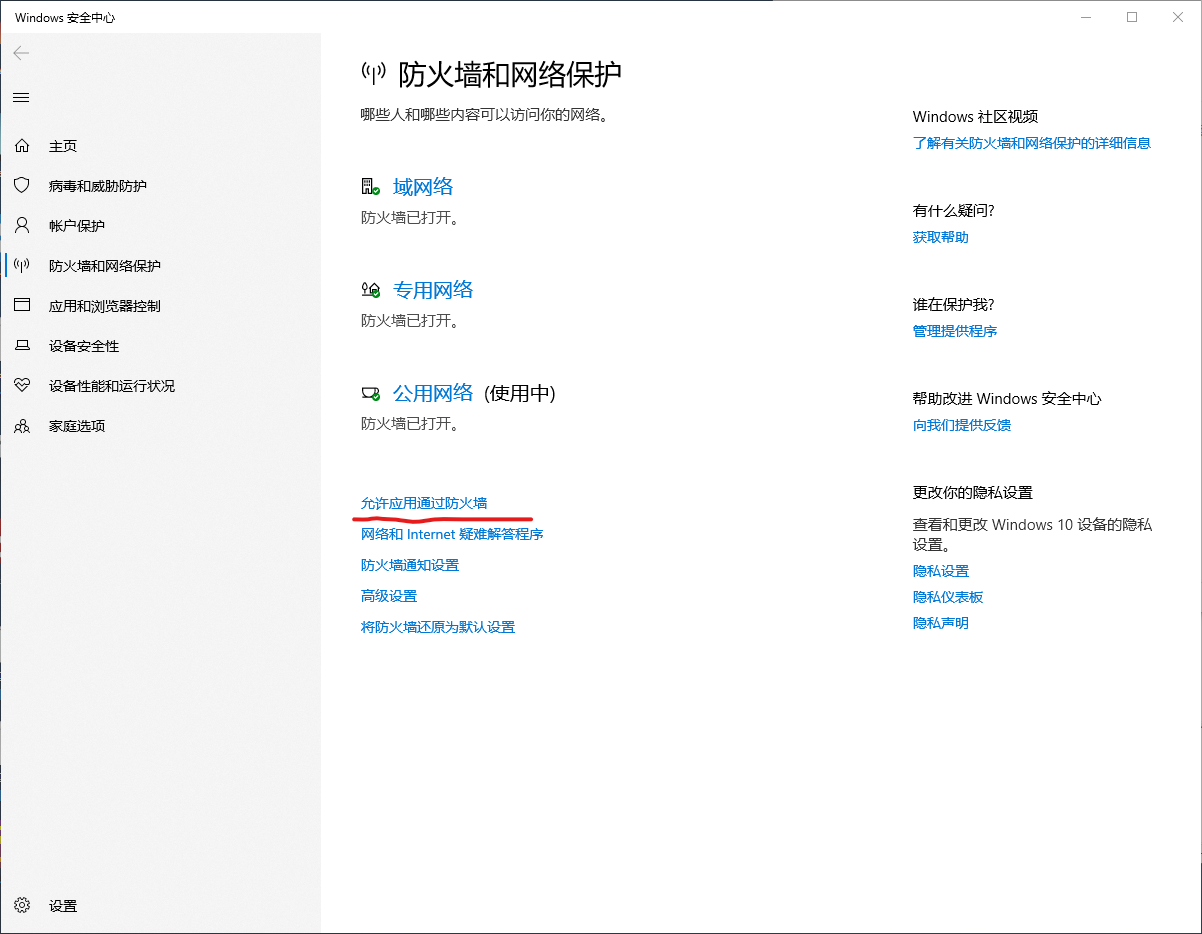 Windows 安全中心
主页
病毒和威胁防护
帐户保护
防火墙和网络保护
应用和浏览器控制
设备安全性
设备性能和运行状况
家庭选项
设置
防火墙和网络保护
哪些人和哪些内容可以访问你的网络。
域网络
防火墙已打开。
专用网络
防火墙已打开。
公用网络 (使用中)
防火墙已打开。
允许应用通过防火墙
网络和 Internet 疑难解答程序
防火墙通知设置
高级设置
将防火墙还原为默认设置
Windows 社区视频
了解有关防火墙和网络保护的详细信息
有什么疑问?
获取帮助
谁在保护我?
管理提供程序
帮助改进 Windows 安全中心
向我们提供反馈
更改你的隐私设置
查看和更改 Windows 10 设备的隐私
设置。
隐私设置
隐私仪表板
隐私声明